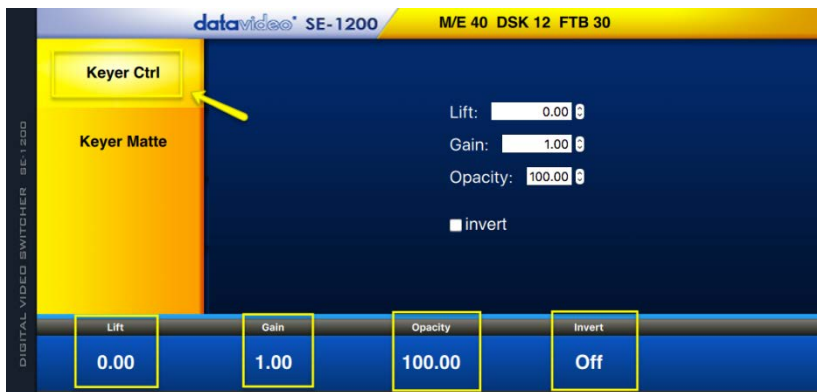 datavideo® SE-1200
M/E 40 DSK 12 FTB 30
Keyer Ctrl
Keyer Matte
Lift: 0.00
Gain: 1.00
Opacity: 100.00
invert
DIGITAL VIDEO SWITCHER SE-1200
Lift Gain Opacity Invert
0.00 1.00 100.00 Off